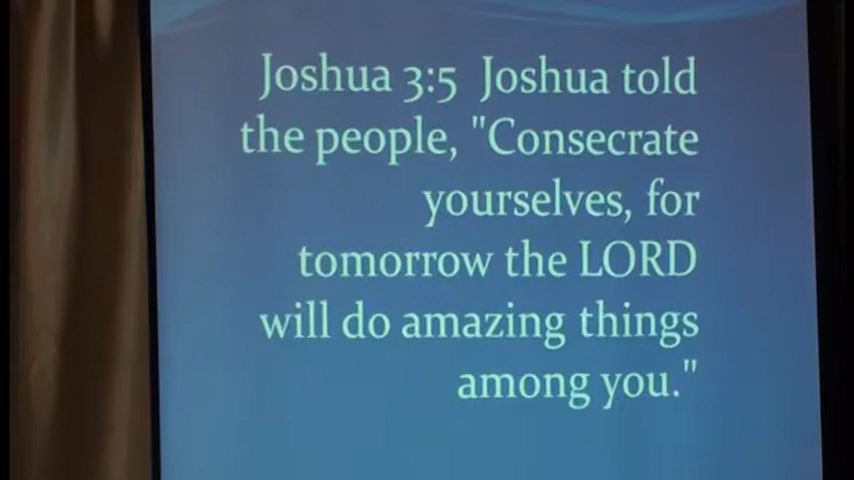 Joshua 3:5  Joshua told
the people, "Consecrate
yourselves, for
tomorrow the LORD
will do amazing things
among you."